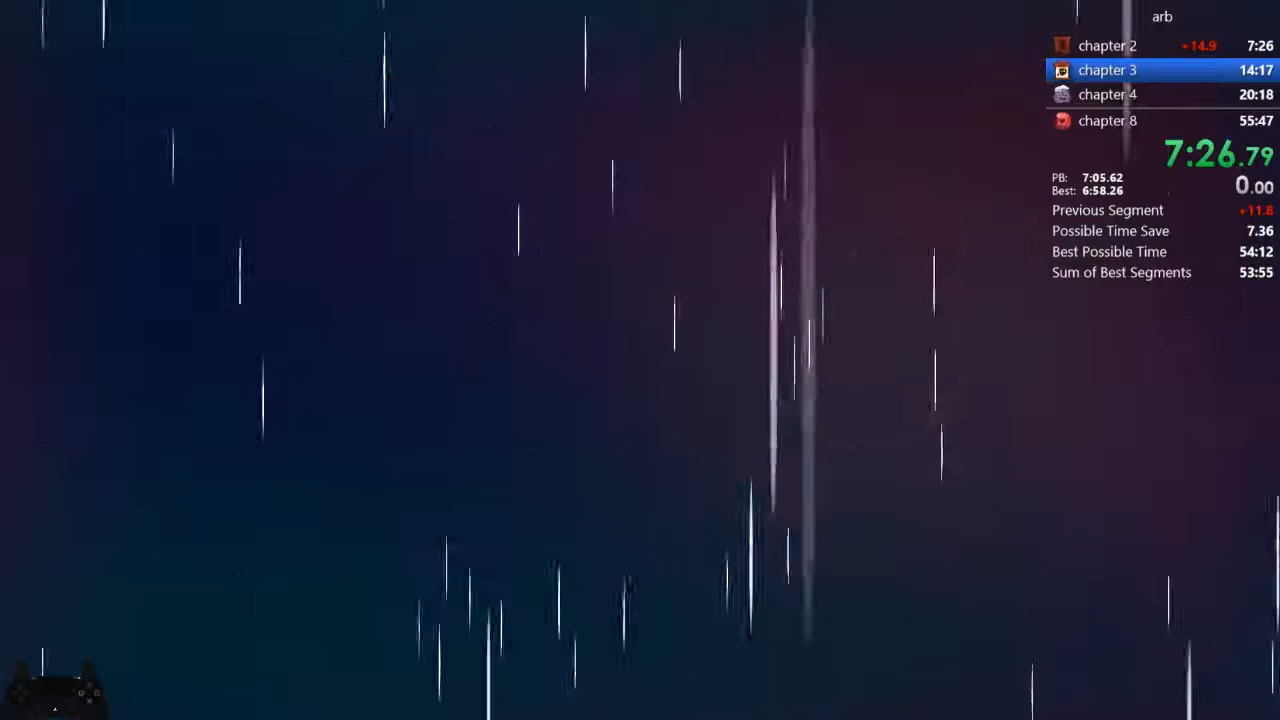 arb
chapter 2 +14.9 7:26
chapter 3 14:17
chapter 4 20:18
chapter 8 55:47
7:26.79
PB: 7:05.62
Best: 6:58.26
0.00
Previous Segment +11.8
Possible Time Save 7.36
Best Possible Time 54:12
Sum of Best Segments 53:55